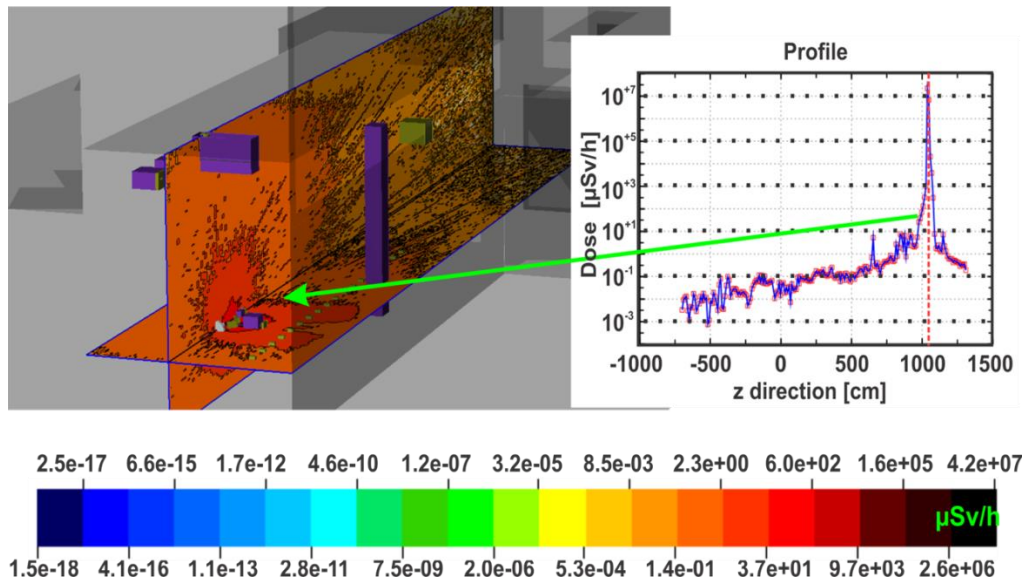 Profile
Dose [µSv/h]
10+7
10+5
10+3
10+1
10-1
10-3
-1000 -500 0 500 1000 1500
z direction [cm]
2.5e-17 6.6e-15 1.7e-12 4.6e-10 1.2e-07 3.2e-05 8.5e-03 2.3e+00 6.0e+02 1.6e+05 4.2e+07
µSv/h
1.5e-18 4.1e-16 1.1e-13 2.8e-11 7.5e-09 2.0e-06 5.3e-04 1.4e-01 3.7e+01 9.7e+03 2.6e+06